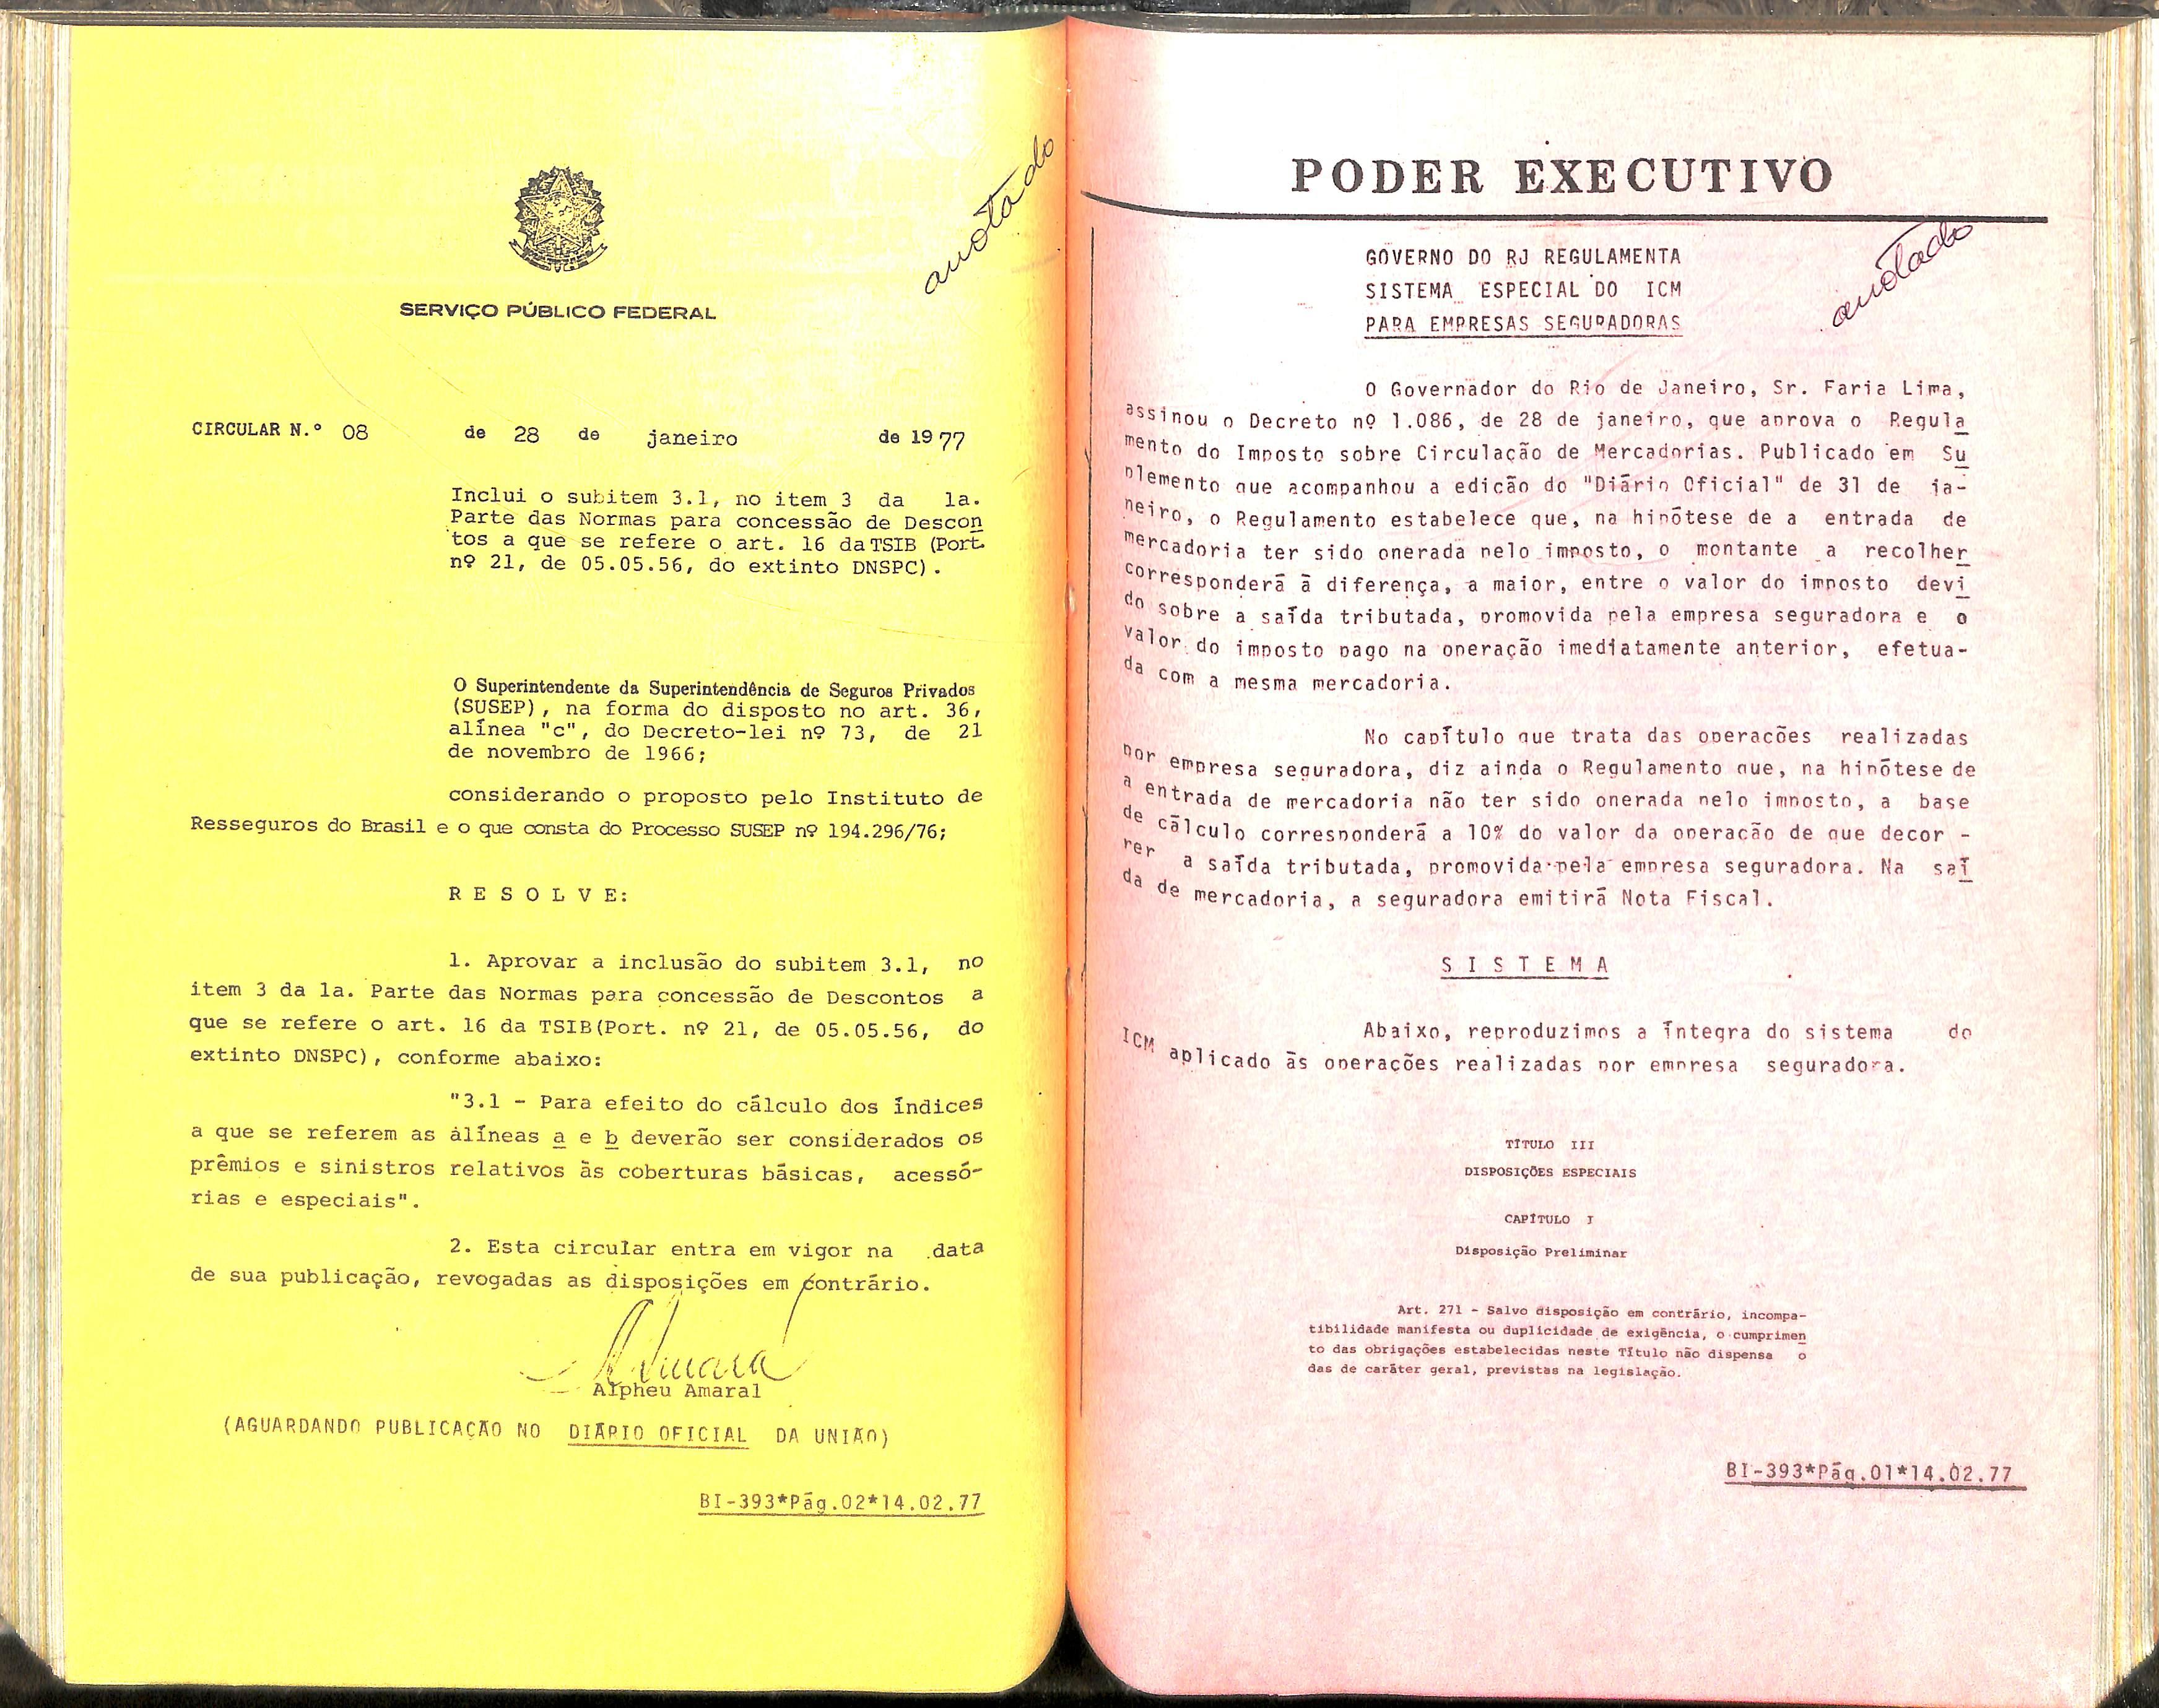 anotado
SERVIÇO PÚBLICO FEDERAL
CIRCULAR N.º 08 de 28 de janeiro de 1977
Inclui o subitem 3.1, no item 3 da 1a.
Parte das Normas para concessão de Descon
tos a que se refere o art. 16 da TSIB (Port.
nº 21, de 05.05.56, do extinto DNSPC).
O Superintendente da Superintendência de Seguros Privados
(SUSEP), na forma do disposto no art. 36,
alínea "c", do Decreto-lei nº 73, de 21
de novembro de 1966;
considerando o proposto pelo Instituto de
Resseguros do Brasil e o que consta do Processo SUSEP nº 194.296/76;
R E S O L V E:
1. Aprovar a inclusão do subitem 3.1, no
item 3 da 1a. Parte das Normas para concessão de Descontos a
que se refere o art. 16 da TSIB(Port. nº 21, de 05.05.56, do
extinto DNSPC), conforme abaixo:
"3.1 - Para efeito do cálculo dos índices
a que se referem as alíneas a e b deverão ser considerados os
prêmios e sinistros relativos às coberturas básicas, acessó-
rias e especiais".
2. Esta circular entra em vigor na data
de sua publicação, revogadas as disposições em contrário.
Amaral
Alpheu Amaral
(AGUARDANDO PUBLICAÇÃO NO DIÁRIO OFICIAL DA UNIÃO)
BI-393*Pág.02*14.02.77
PODER EXECUTIVO
anotado
GOVERNO DO RJ REGULAMENTA
SISTEMA ESPECIAL DO ICM
PARA EMPRESAS SEGURADORAS
O Governador do Rio de Janeiro, Sr. Faria Lima,
assinou o Decreto nº 1.086, de 28 de janeiro, que aprova o Regula
mento do Imposto sobre Circulação de Mercadorias. Publicado em Su
plemento que acompanhou a edição do "Diário Oficial" de 31 de ja-
neiro, o Regulamento estabelece que, na hipótese de a entrada de
mercadoria ter sido onerada pelo imposto, o montante a recolher
corresponderá à diferença, a maior, entre o valor do imposto devi
do sobre a saída tributada, promovida pela empresa seguradora e o
valor do imposto pago na operação imediatamente anterior, efetua-
da com a mesma mercadoria.
No capítulo que trata das operações realizadas
por empresa seguradora, diz ainda o Regulamento que, na hipótese de
a entrada de mercadoria não ter sido onerada pelo imposto, a base
de cálculo corresponderá a 10% do valor da operação de que decor -
rer a saída tributada, promovida pela empresa seguradora. Na saí
da de mercadoria, a seguradora emitirá Nota Fiscal.
S I S T E M A
Abaixo, reproduzimos a íntegra do sistema do
ICM aplicado às operações realizadas por empresa seguradora.
TÍTULO III
DISPOSIÇÕES ESPECIAIS
CAPÍTULO I
Disposição Preliminar
Art. 271 - Salvo disposição em contrário, incompa-
tibilidade manifesta ou duplicidade de exigência, o cumprimen
to das obrigações estabelecidas neste Título não dispensa o
das de caráter geral, previstas na legislação.
BI-393*Pág.01*14.02.77